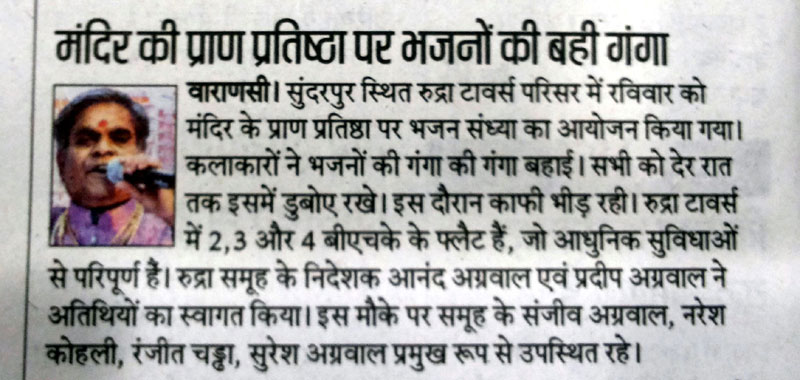 मंदिर की प्राण प्रतिष्ठा पर भजनों की बही गंगा
वाराणसी। सुंदरपुर स्थित रुद्रा टावर्स परिसर में रविवार को
मंदिर के प्राण प्रतिष्ठा पर भजन संध्या का आयोजन किया गया।
कलाकारों ने भजनों की गंगा की गंगा बहाई। सभी को देर रात
तक इसमें डुबोए रखे। इस दौरान काफी भीड़ रही। रुद्रा टावर्स
में 2,3 और 4 बीएचके के फ्लैट हैं, जो आधुनिक सुविधाओं
से परिपूर्ण हैं। रुद्रा समूह के निदेशक आनंद अग्रवाल एवं प्रदीप अग्रवाल ने
अतिथियों का स्वागत किया। इस मौके पर समूह के संजीव अग्रवाल, नरेश
कोहली, रंजीत चड्ढा, सुरेश अग्रवाल प्रमुख रूप से उपस्थित रहे।